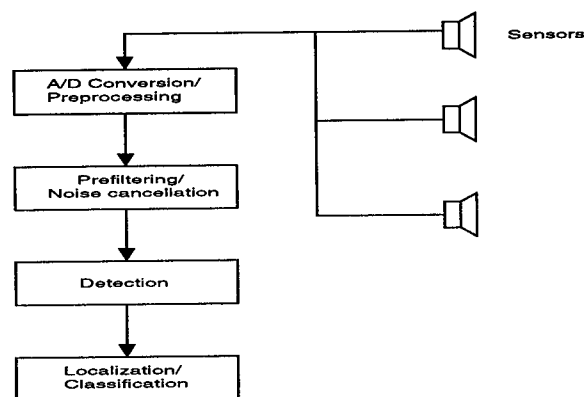 Sensors
A/D Conversion/
Preprocessing
Prefiltering/
Noise cancellation
Detection
Localization/
Classification